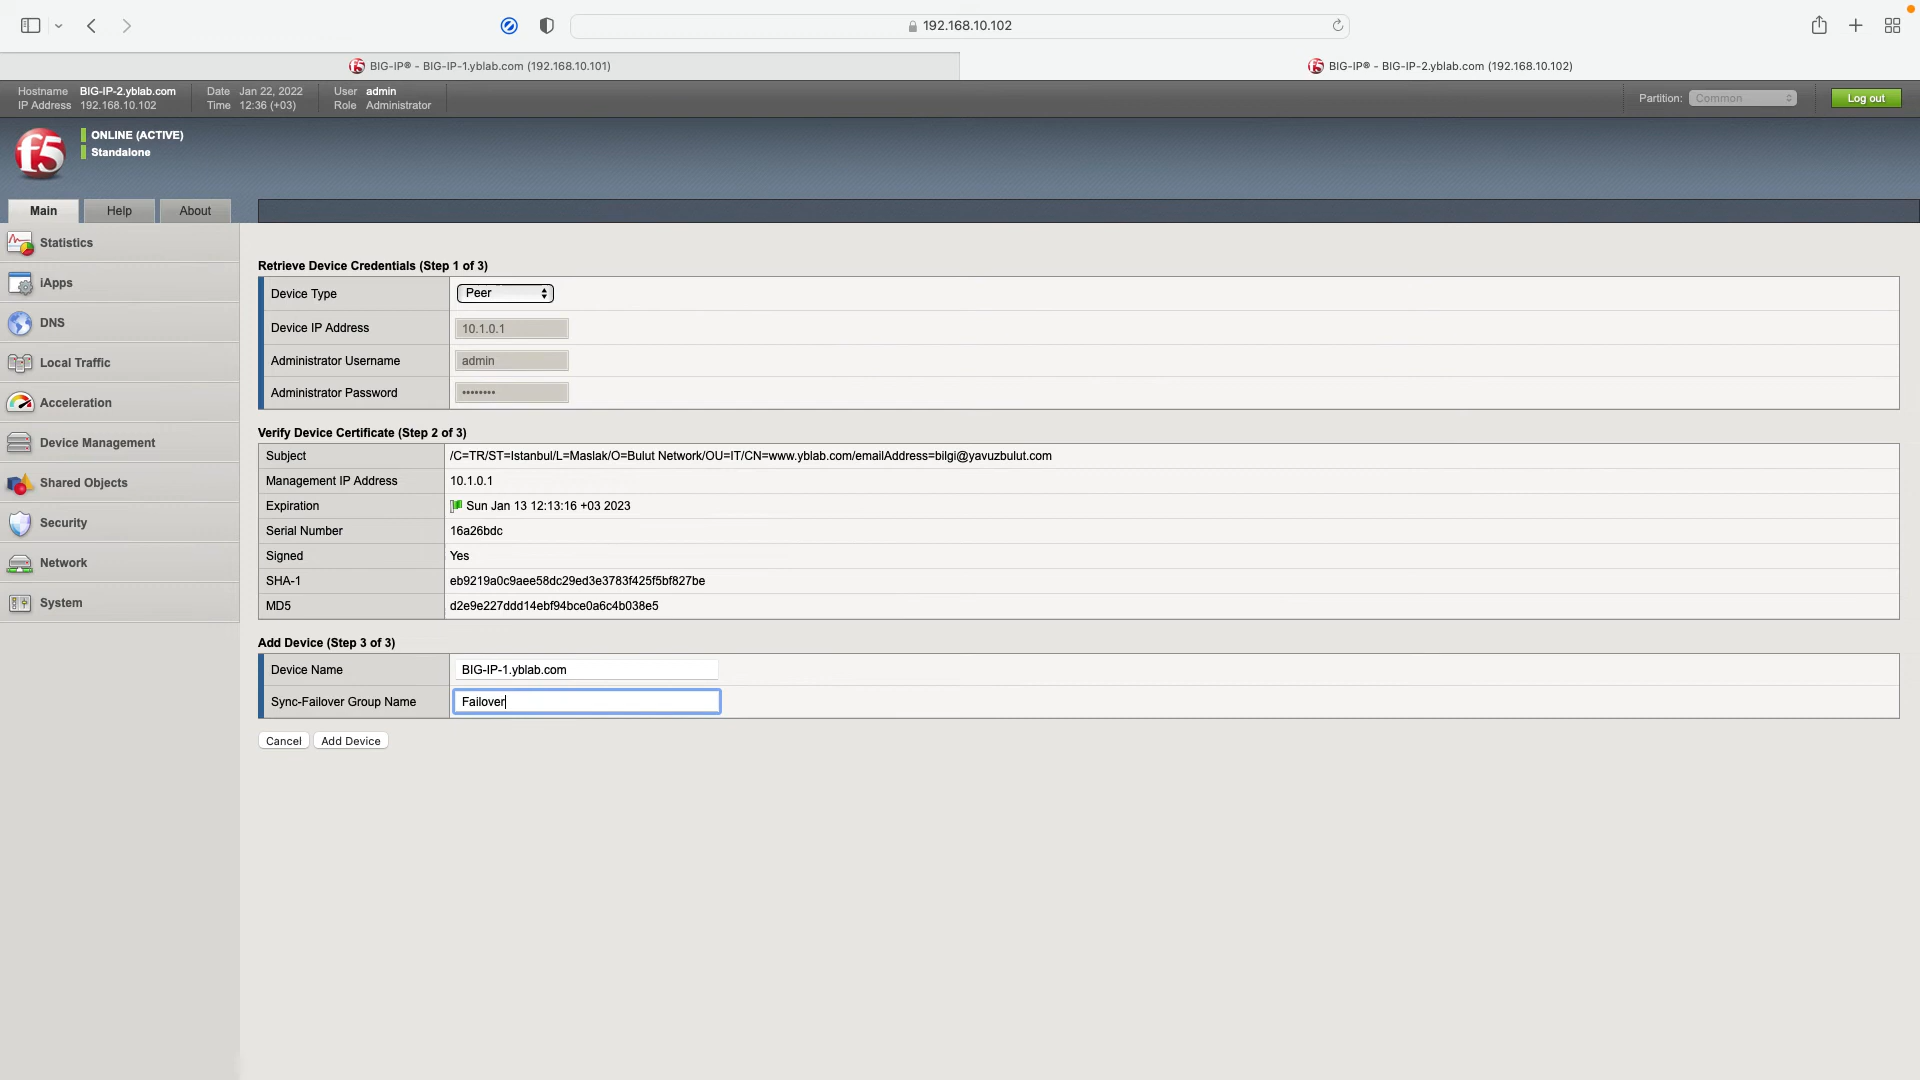 192.168.10.102
BIG-IP® - BIG-IP-1.yblab.com (192.168.10.101)
BIG-IP® - BIG-IP-2.yblab.com (192.168.10.102)
Hostname BIG-IP-2.yblab.com Date Jan 22, 2022 User admin
IP Address 192.168.10.102 Time 12:36 (+03) Role Administrator
Partition: Common Log out
f5
ONLINE (ACTIVE)
Standalone
Main Help About
Statistics
iApps
DNS
Local Traffic
Acceleration
Device Management
Shared Objects
Security
Network
System
Retrieve Device Credentials (Step 1 of 3)
Device Type Peer
Device IP Address 10.1.0.1
Administrator Username admin
Administrator Password ••••••••
Verify Device Certificate (Step 2 of 3)
Subject /C=TR/ST=Istanbul/L=Maslak/O=Bulut Network/OU=IT/CN=www.yblab.com/emailAddress=bilgi@yavuzbulut.com
Management IP Address 10.1.0.1
Expiration Sun Jan 13 12:13:16 +03 2023
Serial Number 16a26bdc
Signed Yes
SHA-1 eb9219a0c9aee58dc29ed3e3783f425f5bf827be
MD5 d2e9e227ddd14ebf94bce0a6c4b038e5
Add Device (Step 3 of 3)
Device Name BIG-IP-1.yblab.com
Sync-Failover Group Name Failover
Cancel Add Device